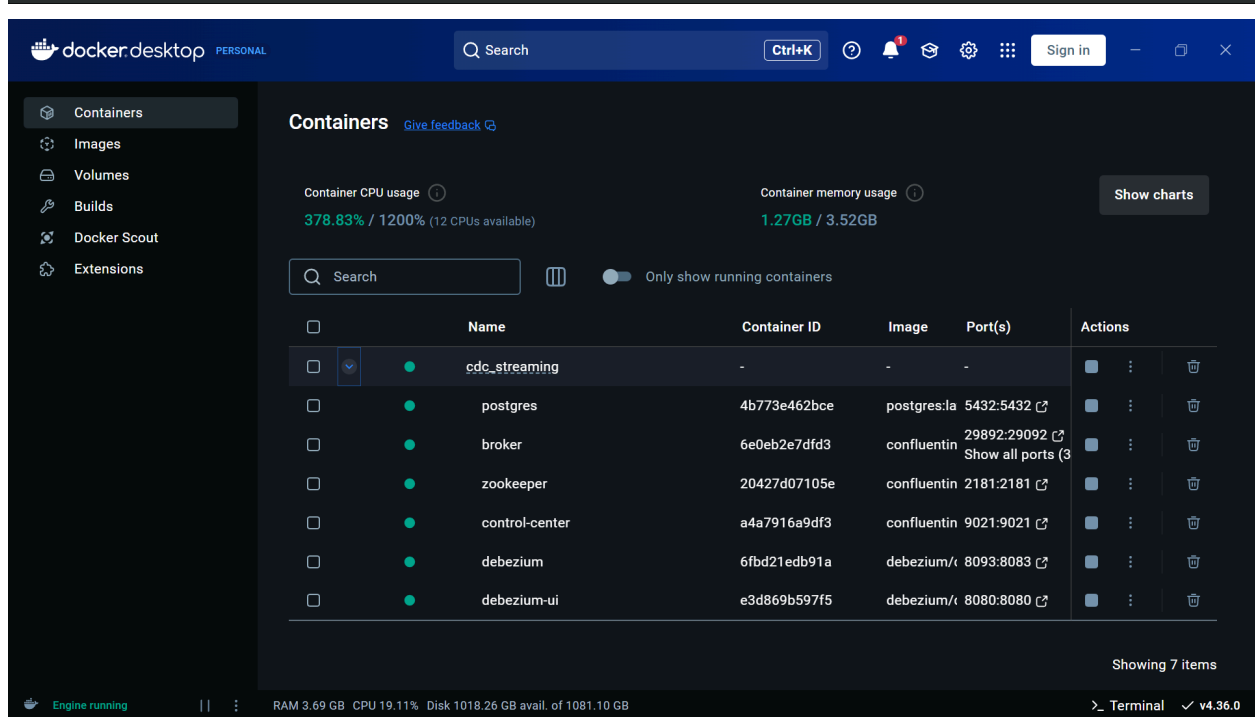 docker.desktop PERSONAL
Search
Ctrl+K
1
Sign in
Containers
Images
Volumes
Builds
Docker Scout
Extensions
Containers Give feedback
Container CPU usage
378.83% / 1200% (12 CPUs available)
Container memory usage
1.27GB / 3.52GB
Show charts
Search
Only show running containers
Name Container ID Image Port(s) Actions
cdc_streaming - - -
postgres 4b773e462bce postgres:la 5432:5432
broker 6e0eb2e7dfd3 confluentin 29892:29092
Show all ports (3
zookeeper 20427d07105e confluentin 2181:2181
control-center a4a7916a9df3 confluentin 9021:9021
debezium 6fbd21edb91a debezium/c 8093:8083
debezium-ui e3d869b597f5 debezium/c 8080:8080
Showing 7 items
Engine running
RAM 3.69 GB CPU 19.11% Disk 1018.26 GB avail. of 1081.10 GB
Terminal
v4.36.0